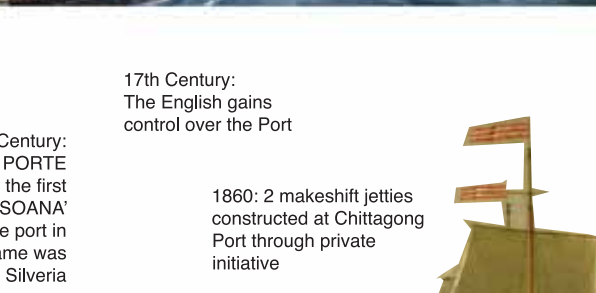 17th Century:
The English gains
control over the Port
Century:
PORTE
the first
SOANA’
e port in
ame was
Silveria
1860: 2 makeshift jetties
constructed at Chittagong
Port through private
initiative